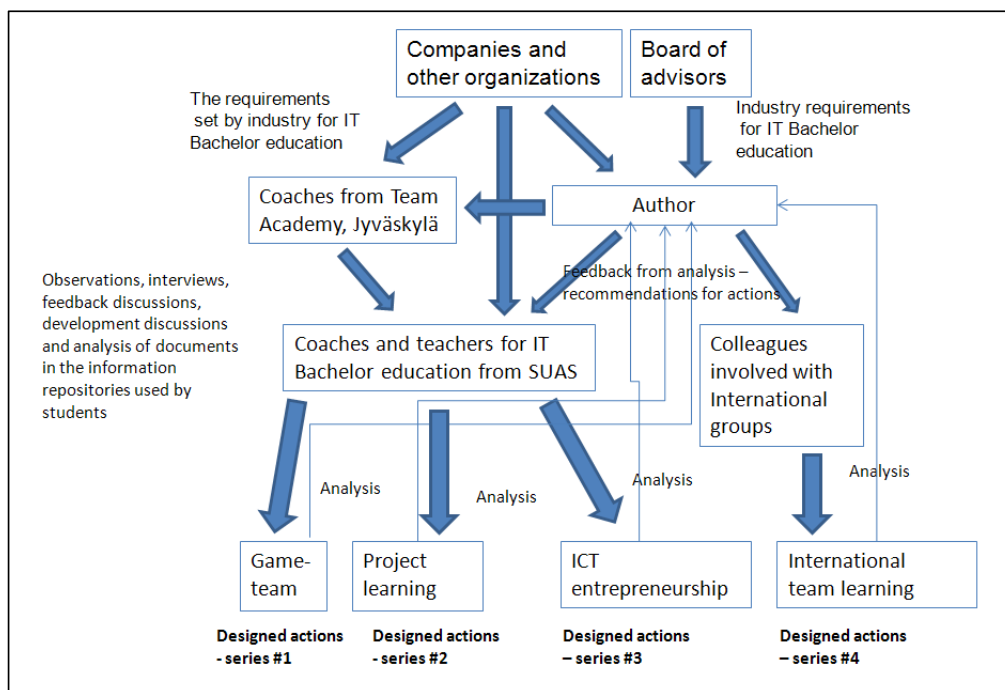 Companies and
other organizations
Board of
advisors
The requirements
set by industry for IT
Bachelor education
Industry requirements
for IT Bachelor
education
Coaches from Team
Academy, Jyväskylä
Author
Observations, interviews,
feedback discussions,
development discussions
and analysis of documents
in the information
repositories used by
students
Feedback from analysis –
recommendations for actions
Coaches and teachers for IT
Bachelor education from SUAS
Colleagues
involved with
International
groups
Analysis
Analysis
Analysis
Analysis
Game-
team
Project
learning
ICT
entrepreneurship
International
team learning
Designed actions
- series #1
Designed actions
- series #2
Designed actions
– series #3
Designed actions
– series #4